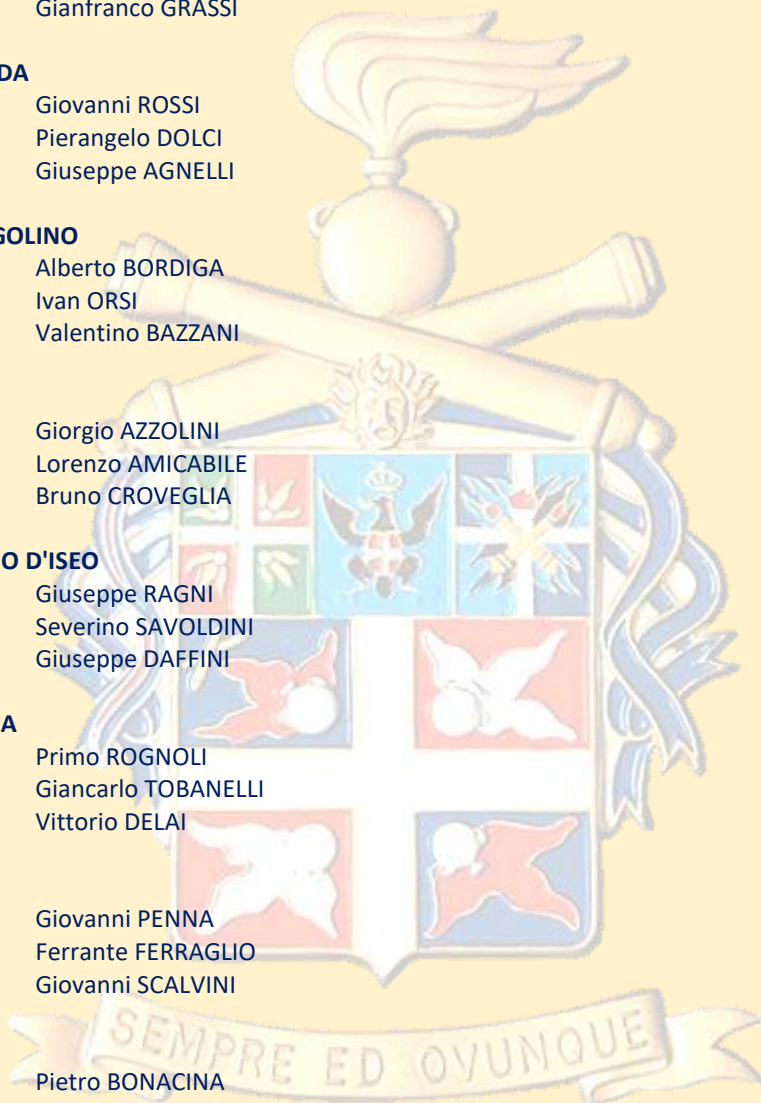 Gianfranco GRASSI
DA
Giovanni ROSSI
Pierangelo DOLCI
Giuseppe AGNELLI
GOLINO
Alberto BORDIGA
Ivan ORSI
Valentino BAZZANI
Giorgio AZZOLINI
Lorenzo AMICABILE
Bruno CROVEGLIA
O D'ISEO
Giuseppe RAGNI
Severino SAVOLDINI
Giuseppe DAFFINI
A
Primo ROGNOLI
Giancarlo TOBANELLI
Vittorio DELAI
Giovanni PENNA
Ferrante FERRAGLIO
Giovanni SCALVINI
SEMPRE ED OVUNQUE
Pietro BONACINA